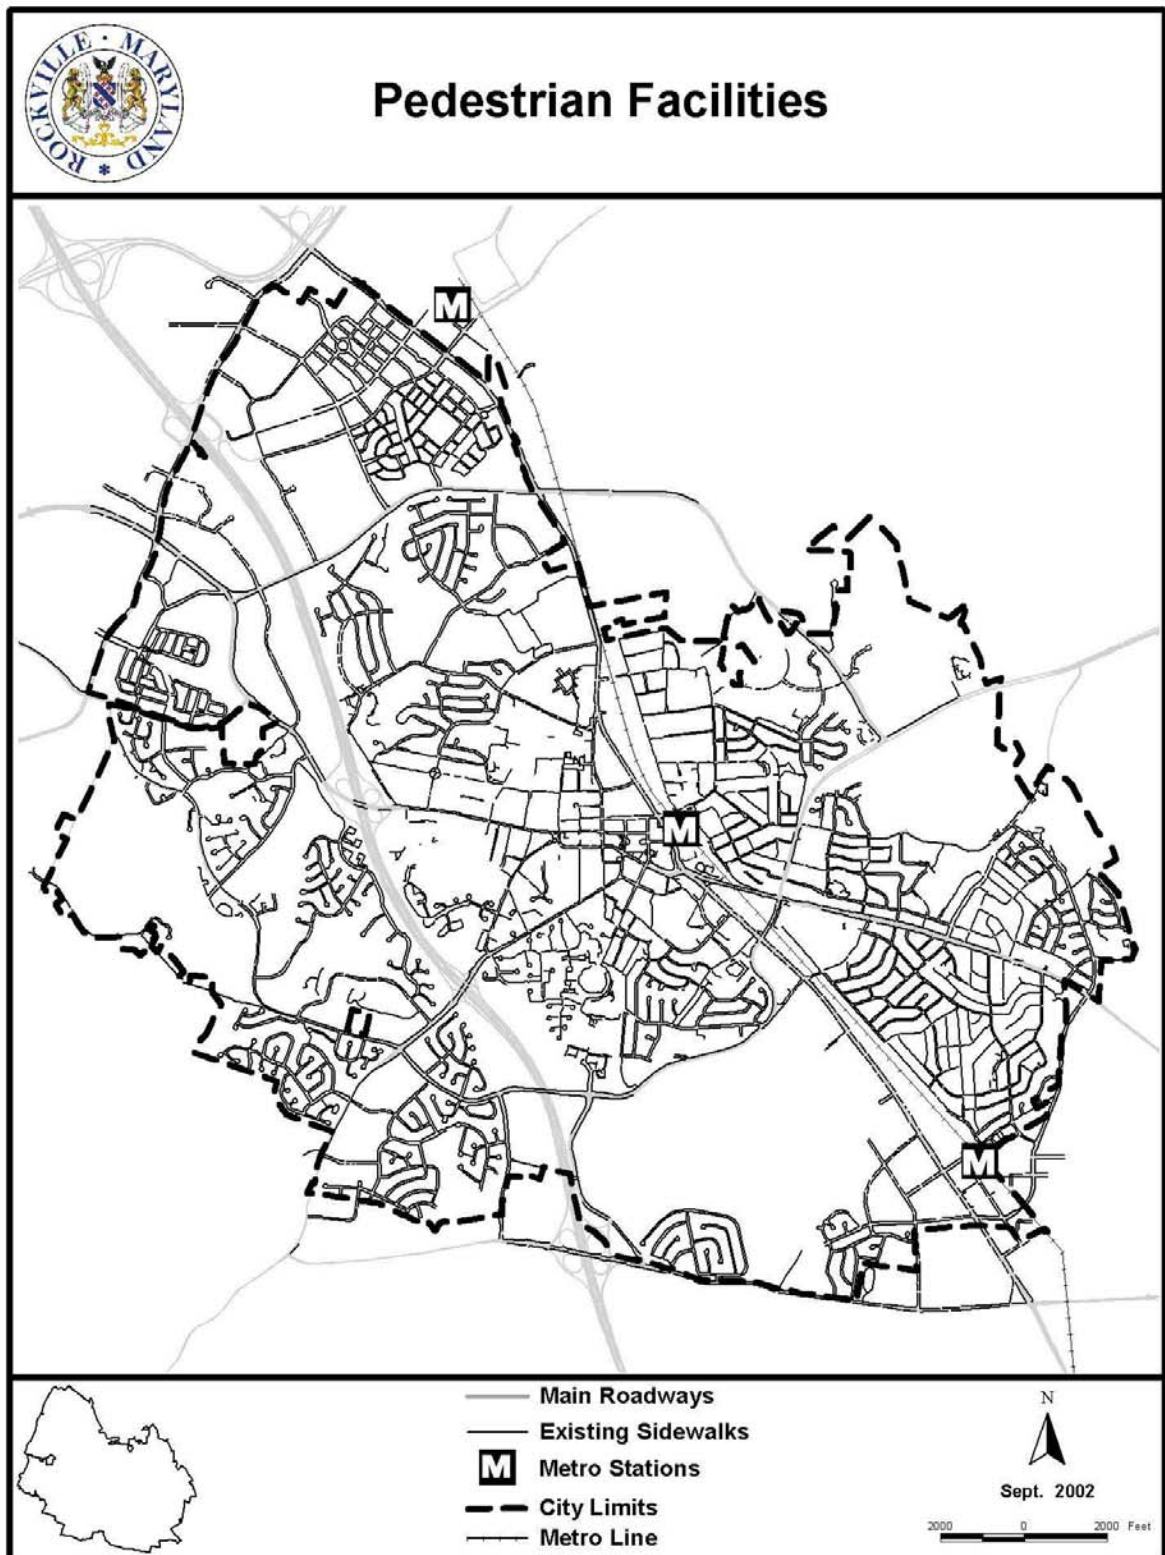 ROCKVILLE · MARYLAND *
Pedestrian Facilities
M
M
M
Main Roadways
Existing Sidewalks
M Metro Stations
City Limits
Metro Line
N
Sept. 2002
2000 0 2000 Feet